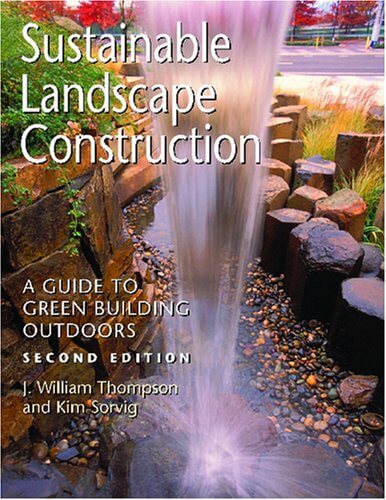 Sustainable
Landscape
Construction
A GUIDE TO
GREEN BUILDING
OUTDOORS
SECOND EDITION
J. William Thompson
and Kim Sorvig